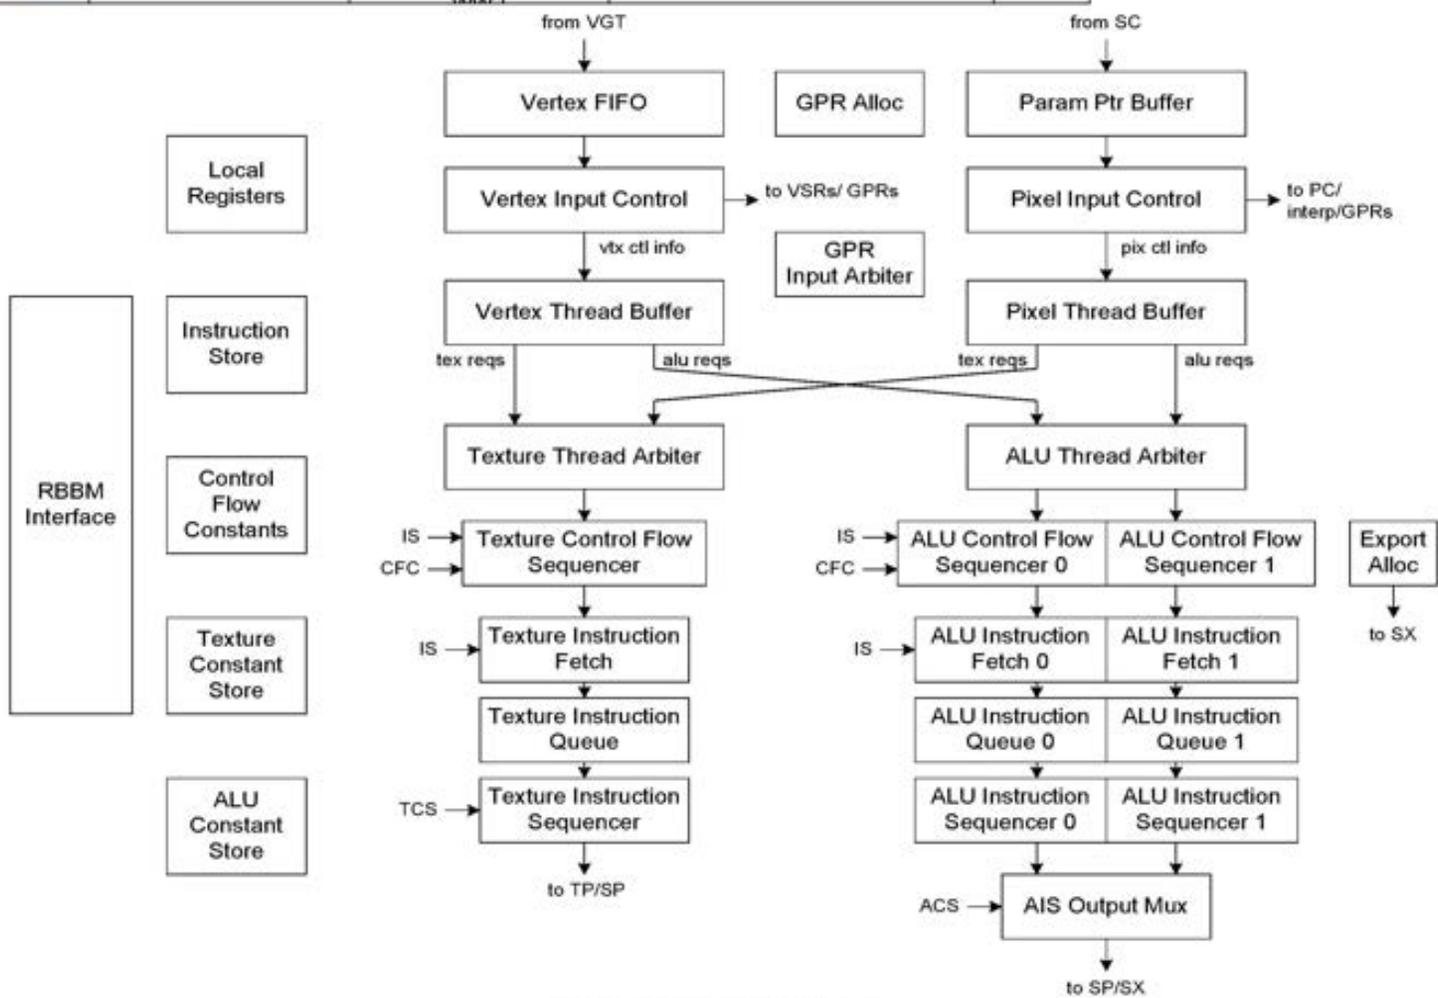 from VGT
from SC
Vertex FIFO
GPR Alloc
Param Ptr Buffer
Local
Registers
Vertex Input Control
to VSRs/ GPRs
Pixel Input Control
to PC/
interp/GPRs
vtx ctl info
GPR
Input Arbiter
pix ctl info
Instruction
Store
Vertex Thread Buffer
Pixel Thread Buffer
tex reqs
alu reqs
tex reqs
alu reqs
RBBM
Interface
Control
Flow
Constants
Texture Thread Arbiter
ALU Thread Arbiter
IS
CFC
Texture Control Flow
Sequencer
IS
CFC
ALU Control Flow
Sequencer 0
ALU Control Flow
Sequencer 1
Export
Alloc
to SX
Texture
Constant
Store
IS
Texture Instruction
Fetch
IS
ALU Instruction
Fetch 0
ALU Instruction
Fetch 1
Texture Instruction
Queue
ALU Instruction
Queue 0
ALU Instruction
Queue 1
ALU
Constant
Store
TCS
Texture Instruction
Sequencer
ALU Instruction
Sequencer 0
ALU Instruction
Sequencer 1
to TP/SP
ACS
AIS Output Mux
to SP/SX